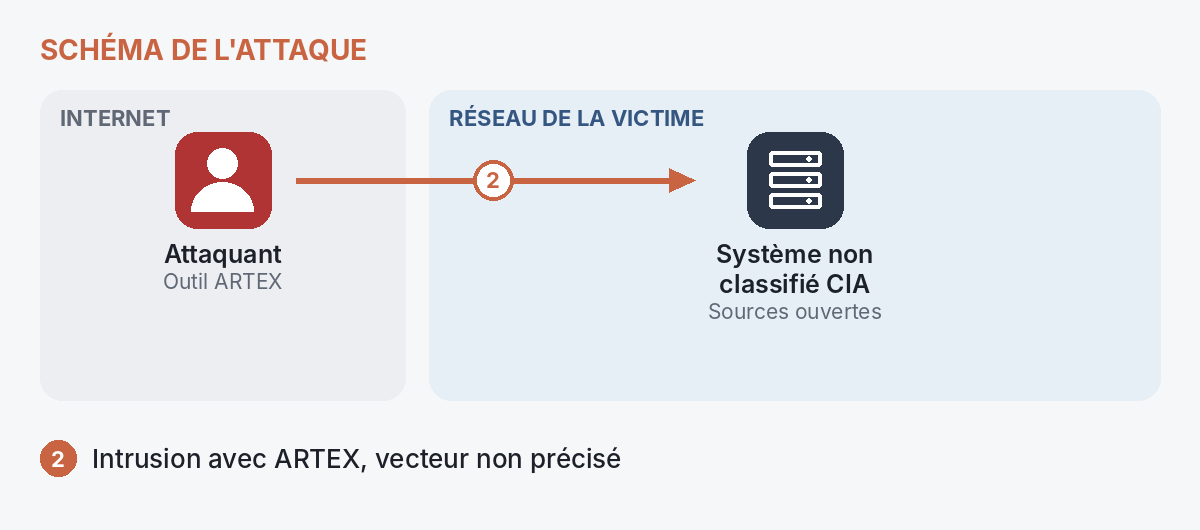 SCHÉMA DE L'ATTAQUE
INTERNET
RÉSEAU DE LA VICTIME
2
Attaquant
Outil ARTEX
Système non
classifié CIA
Sources ouvertes
2 Intrusion avec ARTEX, vecteur non précisé